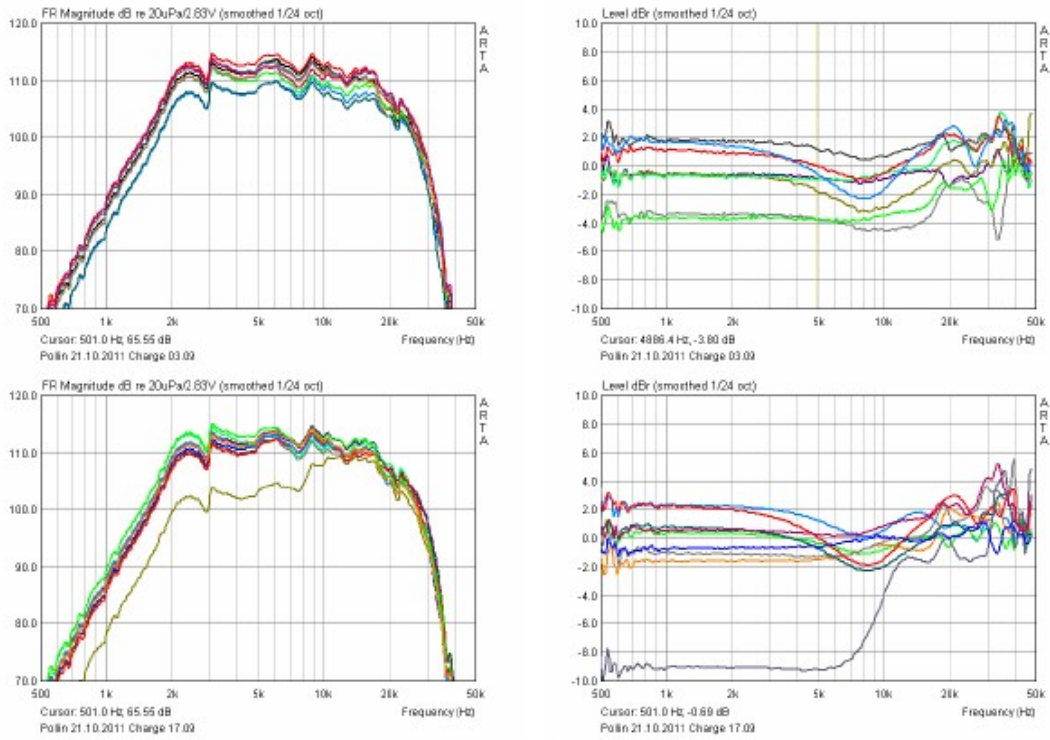 FR Magnitude dB re 20uPa/2.83V (smoothed 1/24 oct)
120.0
110.0
100.0
90.0
80.0
70.0
A
R
T
A
500 1k 2k 5k 10k 20k 50k
Cursor: 501.0 Hz, 65.55 dB Frequency (Hz)
Pollin 21.10.2011 Charge 03.09
Level dBr (smoothed 1/24 oct)
10.0
8.0
6.0
4.0
2.0
0.0
-2.0
-4.0
-6.0
-8.0
-10.0
A
R
T
A
500 1k 2k 5k 10k 20k 50k
Cursor: 4886.4 Hz, -3.80 dB Frequency (Hz)
Pollin 21.10.2011 Charge 03.09
FR Magnitude dB re 20uPa/2.83V (smoothed 1/24 oct)
120.0
110.0
100.0
90.0
80.0
70.0
A
R
T
A
500 1k 2k 5k 10k 20k 50k
Cursor: 501.0 Hz, 65.55 dB Frequency (Hz)
Pollin 21.10.2011 Charge 17.09
Level dBr (smoothed 1/24 oct)
10.0
8.0
6.0
4.0
2.0
0.0
-2.0
-4.0
-6.0
-8.0
-10.0
A
R
T
A
500 1k 2k 5k 10k 20k 50k
Cursor: 501.0 Hz, -0.69 dB Frequency (Hz)
Pollin 21.10.2011 Charge 17.09